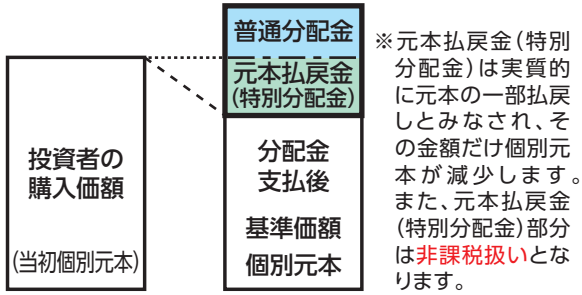 投資者の
購入価額
(当初個別元本)
普通分配金
元本払戻金
(特別分配金)
分配金
支払後
基準価額
個別元本
※元本払戻金(特別
分配金)は実質的
に元本の一部払戻
しとみなされ、そ
の金額だけ個別元
本が減少します。
また、元本払戻金
(特別分配金)部分
は非課税扱いとな
ります。